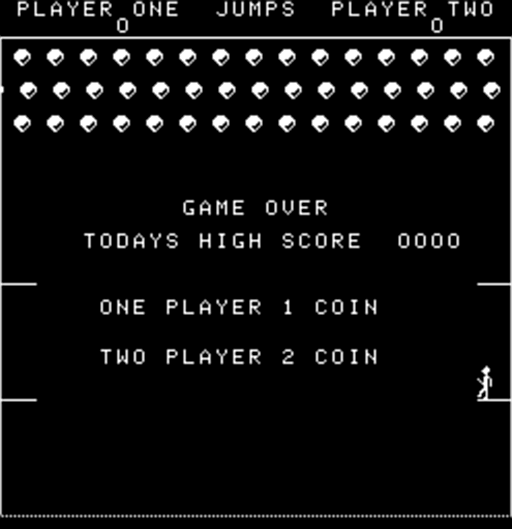 PLAYER ONE JUMPS PLAYER TWO
0 0
GAME OVER
TODAYS HIGH SCORE 0000
ONE PLAYER 1 COIN
TWO PLAYER 2 COIN